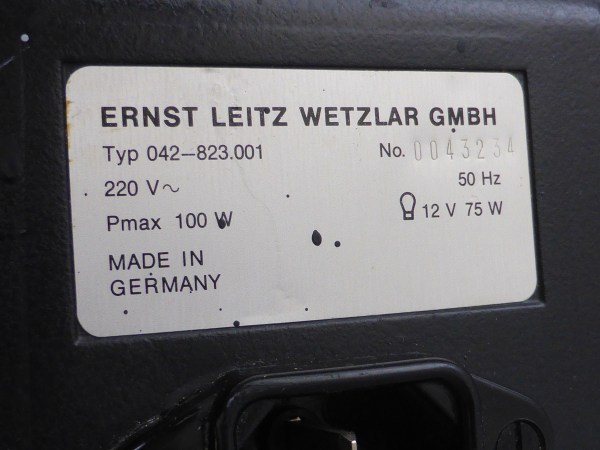 ERNST LEITZ WETZLAR GMBH
Typ 042–823.001 No. 0043234
220 V~ 50 Hz
Pmax 100 W 12 V 75 W
MADE IN
GERMANY